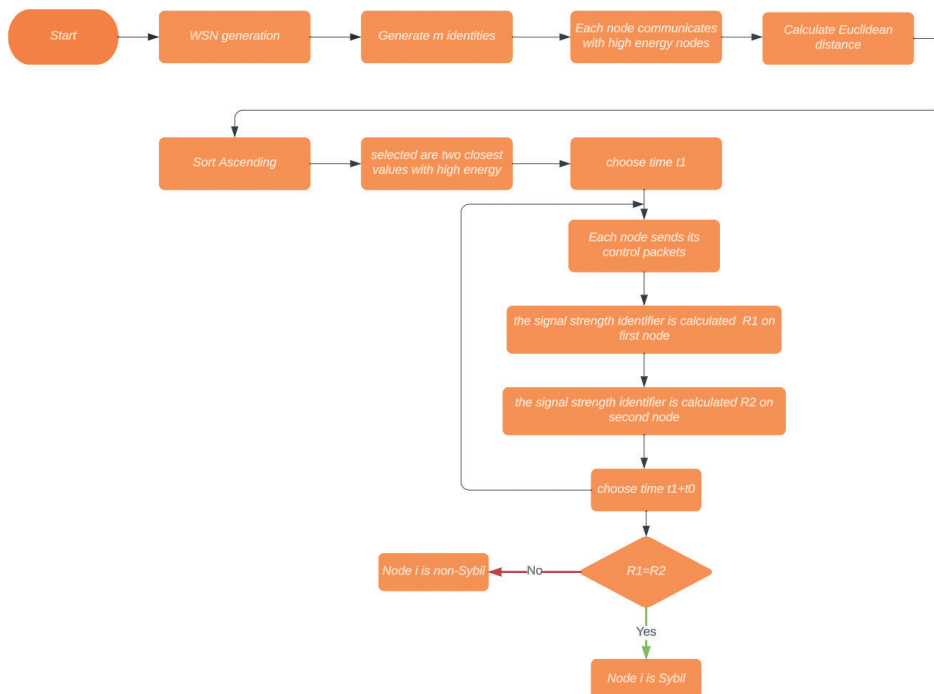 Start
WSN generation
Generate m identities
Each node communicates
with high energy nodes
Calculate Euclidean
distance
Sort Ascending
selected are two closest
values with high energy
choose time t1
Each node sends its
control packets
the signal strength identifier is calculated R1 on
first node
the signal strength identifier is calculated R2 on
second node
choose time t1+t0
R1=R2
No
Node i is non-Sybil
Yes
Node i is Sybil